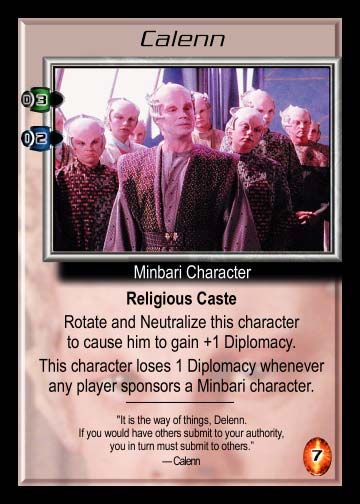 Calenn
D 3
D 2
Minbari Character
Religious Caste
Rotate and Neutralize this character
to cause him to gain +1 Diplomacy.
This character loses 1 Diplomacy whenever
any player sponsors a Minbari character.
"It is the way of things, Delenn.
If you would have others submit to your authority,
you in turn must submit to others."
— Calenn
7